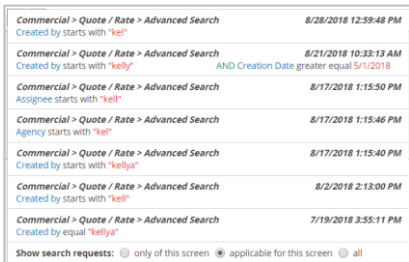 Commercial > Quote / Rate > Advanced Search 8/28/2018 12:59:48 PM
Created by starts with "kel"
Commercial > Quote / Rate > Advanced Search 8/21/2018 10:33:13 AM
Created by starts with "kelly" AND Creation Date greater equal 5/1/2018
Commercial > Quote / Rate > Advanced Search 8/17/2018 1:15:50 PM
Assignee starts with "kell"
Commercial > Quote / Rate > Advanced Search 8/17/2018 1:15:46 PM
Agency starts with "kel"
Commercial > Quote / Rate > Advanced Search 8/17/2018 1:15:40 PM
Created by starts with "kellya"
Commercial > Quote / Rate > Advanced Search 8/2/2018 2:13:00 PM
Created by starts with "kell"
Commercial > Quote / Rate > Advanced Search 7/19/2018 3:55:11 PM
Created by equal "kellya"
Show search requests: only of this screen applicable for this screen all